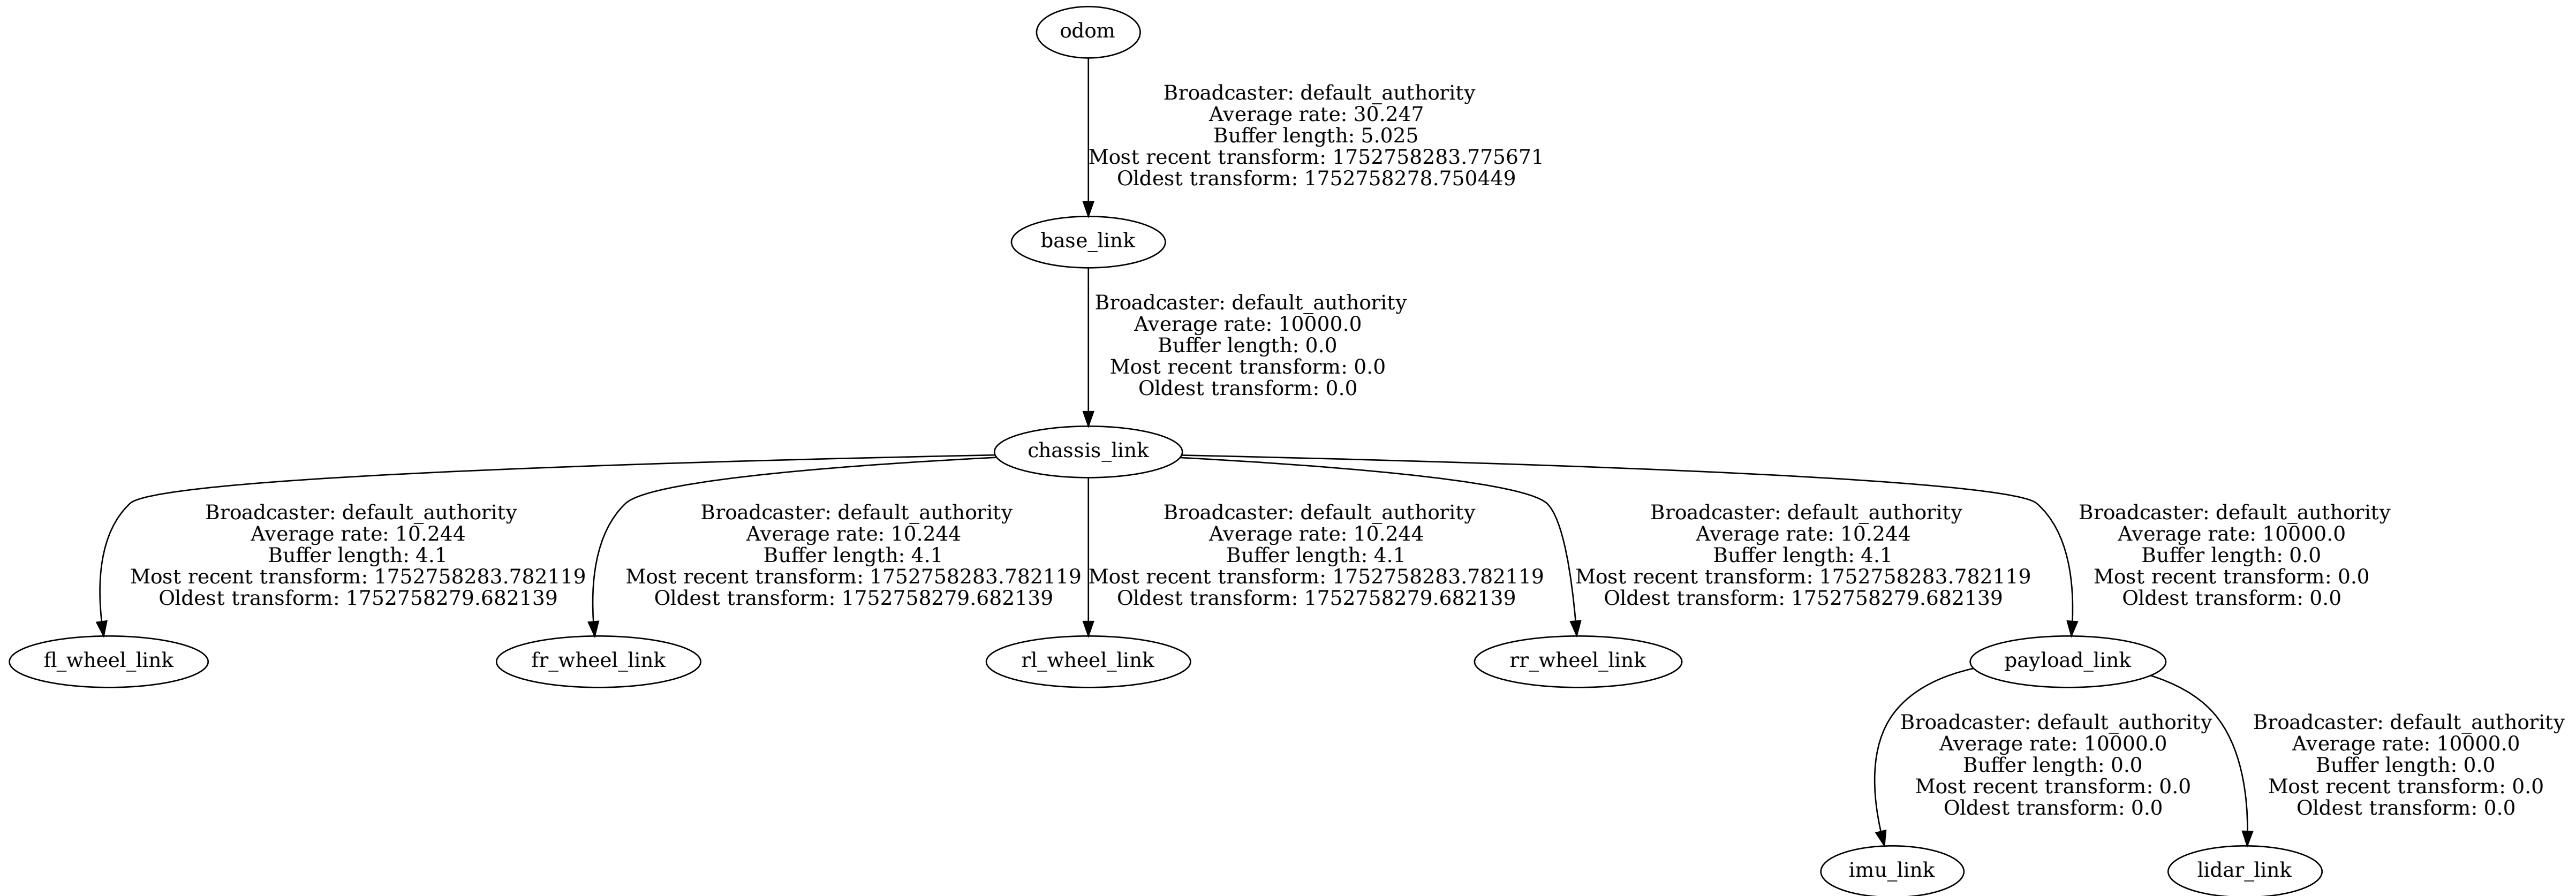 odom
Broadcaster: default_authority
Average rate: 30.247
Buffer length: 5.025
Most recent transform: 1752758283.775671
Oldest transform: 1752758278.750449
base_link
Broadcaster: default_authority
Average rate: 10000.0
Buffer length: 0.0
Most recent transform: 0.0
Oldest transform: 0.0
chassis_link
Broadcaster: default_authority
Average rate: 10.244
Buffer length: 4.1
Most recent transform: 1752758283.782119
Oldest transform: 1752758279.682139
Broadcaster: default_authority
Average rate: 10.244
Buffer length: 4.1
Most recent transform: 1752758283.782119
Oldest transform: 1752758279.682139
Broadcaster: default_authority
Average rate: 10.244
Buffer length: 4.1
Most recent transform: 1752758283.782119
Oldest transform: 1752758279.682139
Broadcaster: default_authority
Average rate: 10.244
Buffer length: 4.1
Most recent transform: 1752758283.782119
Oldest transform: 1752758279.682139
Broadcaster: default_authority
Average rate: 10000.0
Buffer length: 0.0
Most recent transform: 0.0
Oldest transform: 0.0
fl_wheel_link
fr_wheel_link
rl_wheel_link
rr_wheel_link
payload_link
Broadcaster: default_authority
Average rate: 10000.0
Buffer length: 0.0
Most recent transform: 0.0
Oldest transform: 0.0
Broadcaster: default_authority
Average rate: 10000.0
Buffer length: 0.0
Most recent transform: 0.0
Oldest transform: 0.0
imu_link
lidar_link